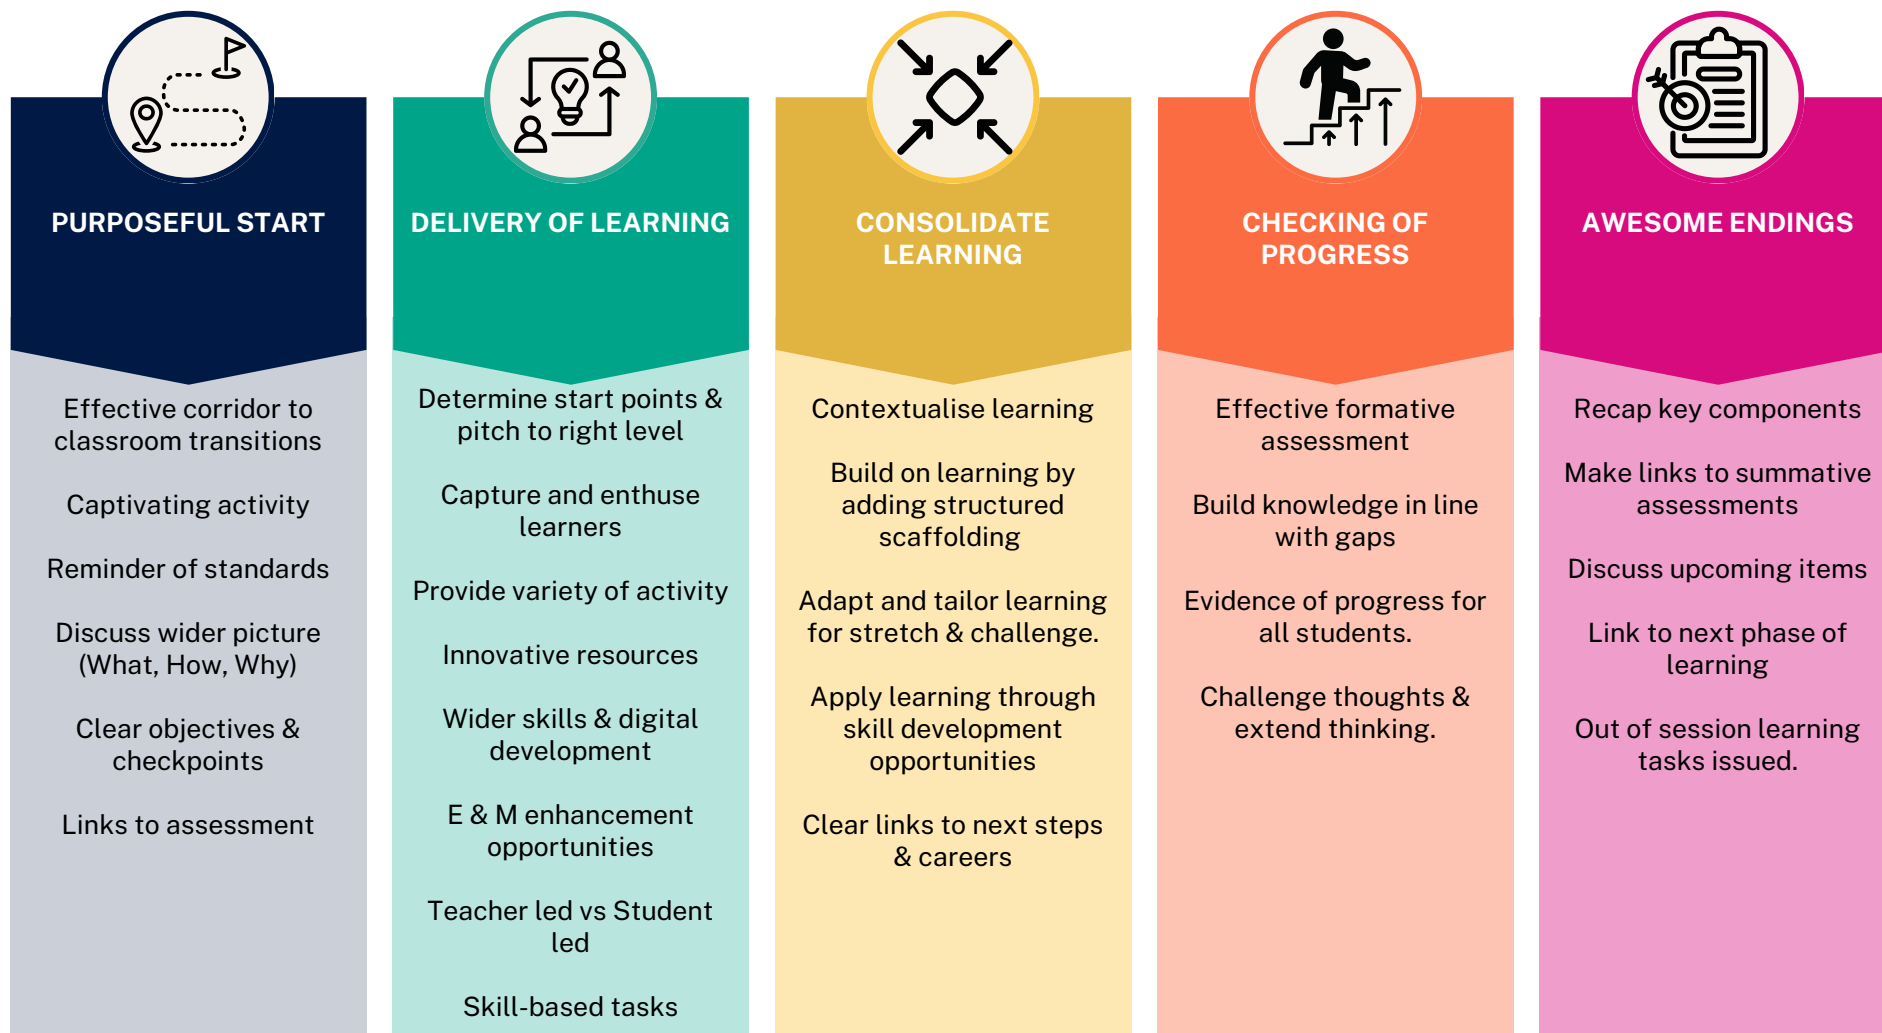 PURPOSEFUL START
Effective corridor to
classroom transitions
Captivating activity
Reminder of standards
Discuss wider picture
(What, How, Why)
Clear objectives &
checkpoints
Links to assessment
DELIVERY OF LEARNING
Determine start points &
pitch to right level
Capture and enthuse
learners
Provide variety of activity
Innovative resources
Wider skills & digital
development
E & M enhancement
opportunities
Teacher led vs Student
led
Skill-based tasks
CONSOLIDATE
LEARNING
Contextualise learning
Build on learning by
adding structured
scaffolding
Adapt and tailor learning
for stretch & challenge.
Apply learning through
skill development
opportunities
Clear links to next steps
& careers
CHECKING OF
PROGRESS
Effective formative
assessment
Build knowledge in line
with gaps
Evidence of progress for
all students.
Challenge thoughts &
extend thinking.
AWESOME ENDINGS
Recap key components
Make links to summative
assessments
Discuss upcoming items
Link to next phase of
learning
Out of session learning
tasks issued.